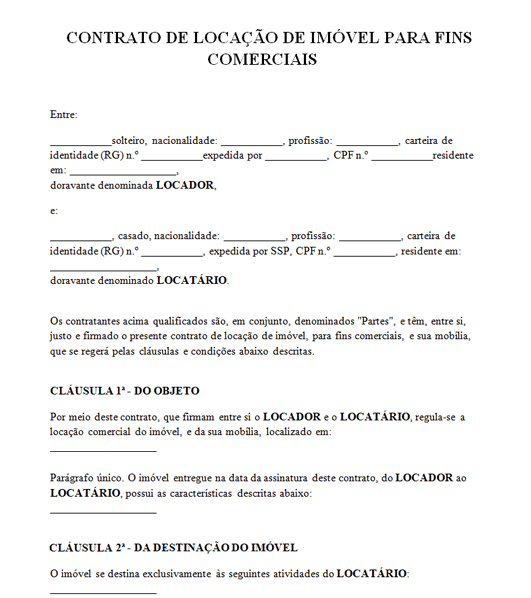 CONTRATO DE LOCAÇÃO DE IMÓVEL PARA FINS
COMERCIAIS
Entre:
___________solteiro, nacionalidade: ___________, profissão: ___________, carteira de
identidade (RG) n.º ___________expedida por ___________, CPF n.º ___________residente
em: ___________________,
doravante denominada LOCADOR,
e:
___________, casado, nacionalidade: ___________, profissão: ___________, carteira de
identidade (RG) n.º ___________, expedida por SSP, CPF n.º ___________, residente em:
___________________,
doravante denominado LOCATÁRIO.
Os contratantes acima qualificados são, em conjunto, denominados "Partes", e têm, entre si,
justo e firmado o presente contrato de locação de imóvel, para fins comerciais, e sua mobília,
que se regerá pelas cláusulas e condições abaixo descritas.
CLÁUSULA 1ª - DO OBJETO
Por meio deste contrato, que firmam entre si o LOCADOR e o LOCATÁRIO, regula-se a
locação comercial do imóvel, e da sua mobília, localizado em:
___________________
Parágrafo único. O imóvel entregue na data da assinatura deste contrato, do LOCADOR ao
LOCATÁRIO, possui as características descritas abaixo:
___________________
CLÁUSULA 2ª - DA DESTINAÇÃO DO IMÓVEL
O imóvel se destina exclusivamente às seguintes atividades do LOCATÁRIO:
___________________